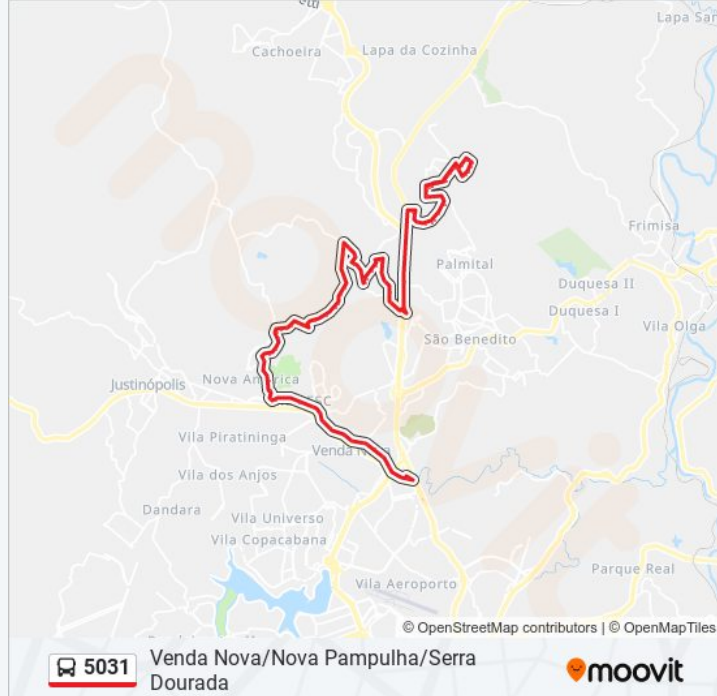 Lapa San
Cachoeira
Lapa da Cozinha
Frimisa
Palmital
Duquesa II
Duquesa I
Vila Olga
São Benedito
Justinópolis
Nova América
Vila Piratininga
Venda Nova
Vila dos Anjos
Dandara
Vila Universo
Vila Copacabana
Parque Real
Vila Aeroporto
© OpenStreetMap contributors | © OpenMapTiles
5031
Venda Nova/Nova Pampulha/Serra
Dourada
moovit